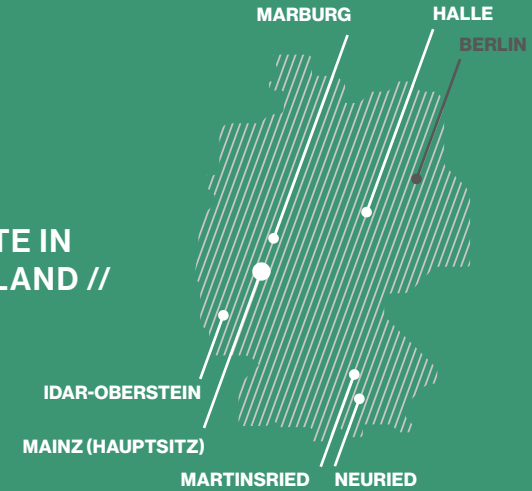 MARBURG
HALLE
BERLIN
TE IN
LAND //
IDAR-OBERSTEIN
MAINZ (HAUPTSITZ)
MARTINSRIED
NEURIED